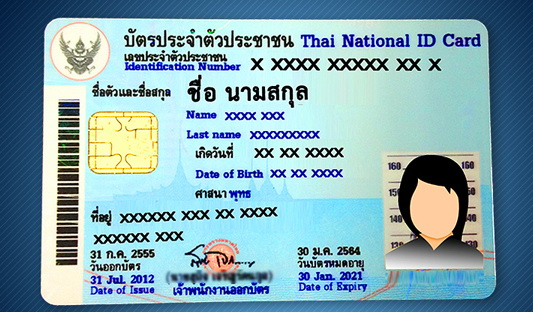 บัตรประจำตัวประชาชน Thai National ID Card
เลขประจำตัวประชาชน
Identification Number X XXXX XXXXX XX X
ชื่อตัวและชื่อสกุล ชื่อ นามสกุล
Name xxxx xxx
Last name xxxxxxxxxx
เกิดวันที่ XX XX XXXX
Date of Birth XX XX XXXX
ศาสนา พุทธ
160 150 140 130
160 150 140 130
ที่อยู่ XXXXXX XXX XX XXXX
XXXXXX XXX
31 ก.ค. 2555
วันออกบัตร
31 Jul. 2012
Date of Issue
เจ้าพนักงานออกบัตร
30 ม.ค. 2564
วันบัตรหมดอายุ
30 Jan. 2021
Date of Expiry